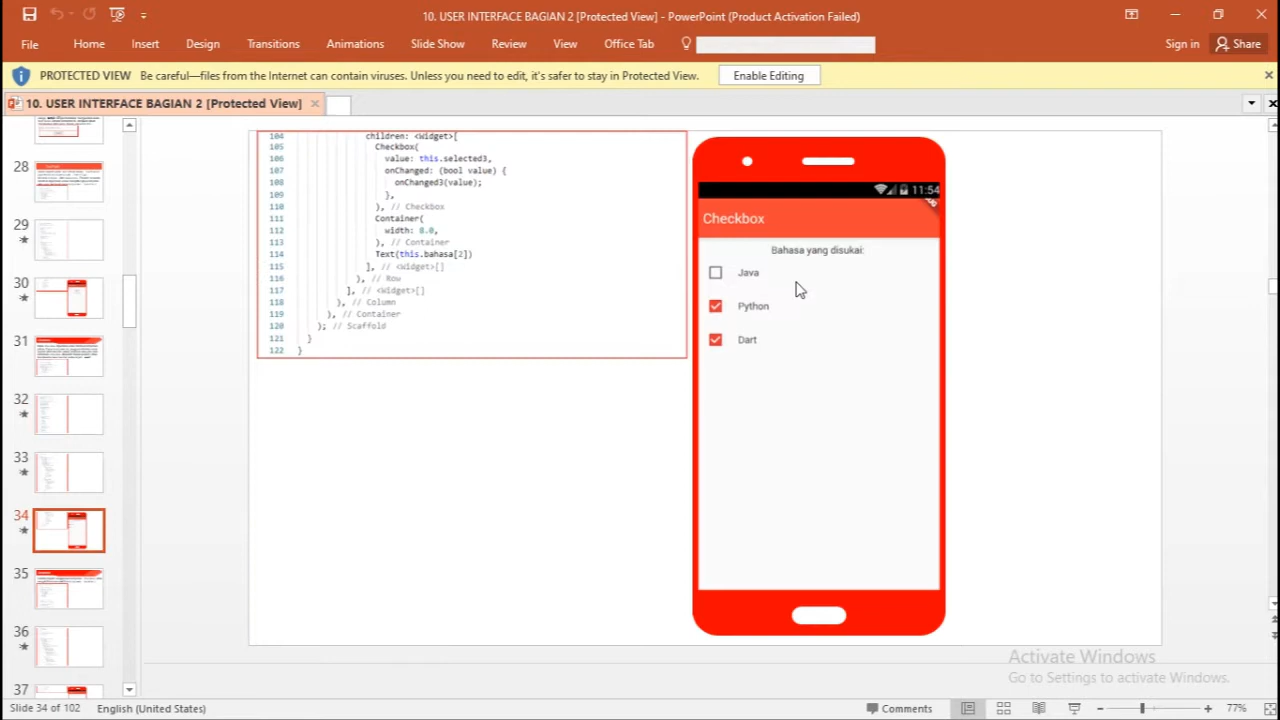 10. USER INTERFACE BAGIAN 2 [Protected View] - PowerPoint (Product Activation Failed)
File Home Insert Design Transitions Animations Slide Show Review View Office Tab Sign in Share
PROTECTED VIEW Be careful—files from the Internet can contain viruses. Unless you need to edit, it's safer to stay in Protected View. Enable Editing
10. USER INTERFACE BAGIAN 2 [Protected View]
28
29
30
31
32
33
34
35
36
37
104 children: <Widget>[
105 Checkbox(
106 value: this.selected3,
107 onChanged: (bool value) {
108 onChanged3(value);
109 },
110 ), // Checkbox
111 Container(
112 width: 8.0,
113 ), // Container
114 Text(this.bahasa[2])
115 ], // <Widget>[]
116 ), // Row
117 ], // <Widget>[]
118 ), // Column
119 ), // Container
120 ); // Scaffold
121 }
122 }
11:54
Checkbox
Bahasa yang disukai:
Java
Python
Dart
Activate Windows
Go to Settings to activate Windows.
Slide 34 of 102 English (United States) Comments 77%